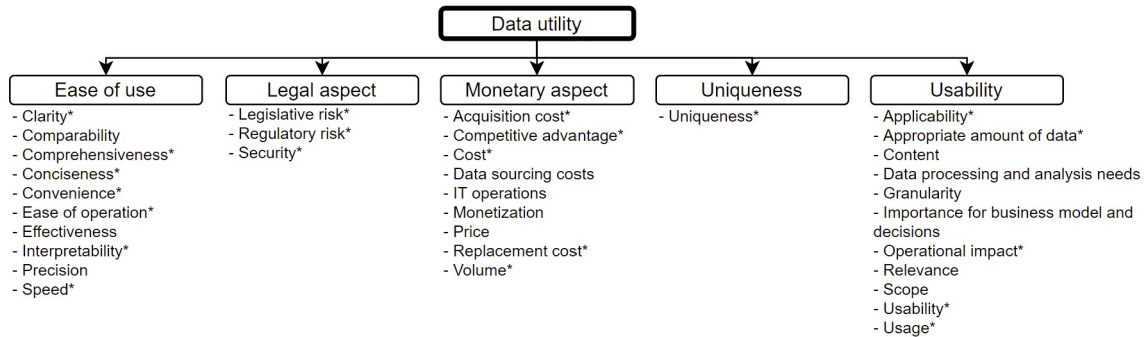 Data utility
Ease of use
- Clarity*
- Comparability
- Comprehensiveness*
- Conciseness*
- Convenience*
- Ease of operation*
- Effectiveness
- Interpretability*
- Precision
- Speed*
Legal aspect
- Legislative risk*
- Regulatory risk*
- Security*
Monetary aspect
- Acquisition cost*
- Competitive advantage*
- Cost*
- Data sourcing costs
- IT operations
- Monetization
- Price
- Replacement cost*
- Volume*
Uniqueness
- Uniqueness*
Usability
- Applicability*
- Appropriate amount of data*
- Content
- Data processing and analysis needs
- Granularity
- Importance for business model and
decisions
- Operational impact*
- Relevance
- Scope
- Usability*
- Usage*